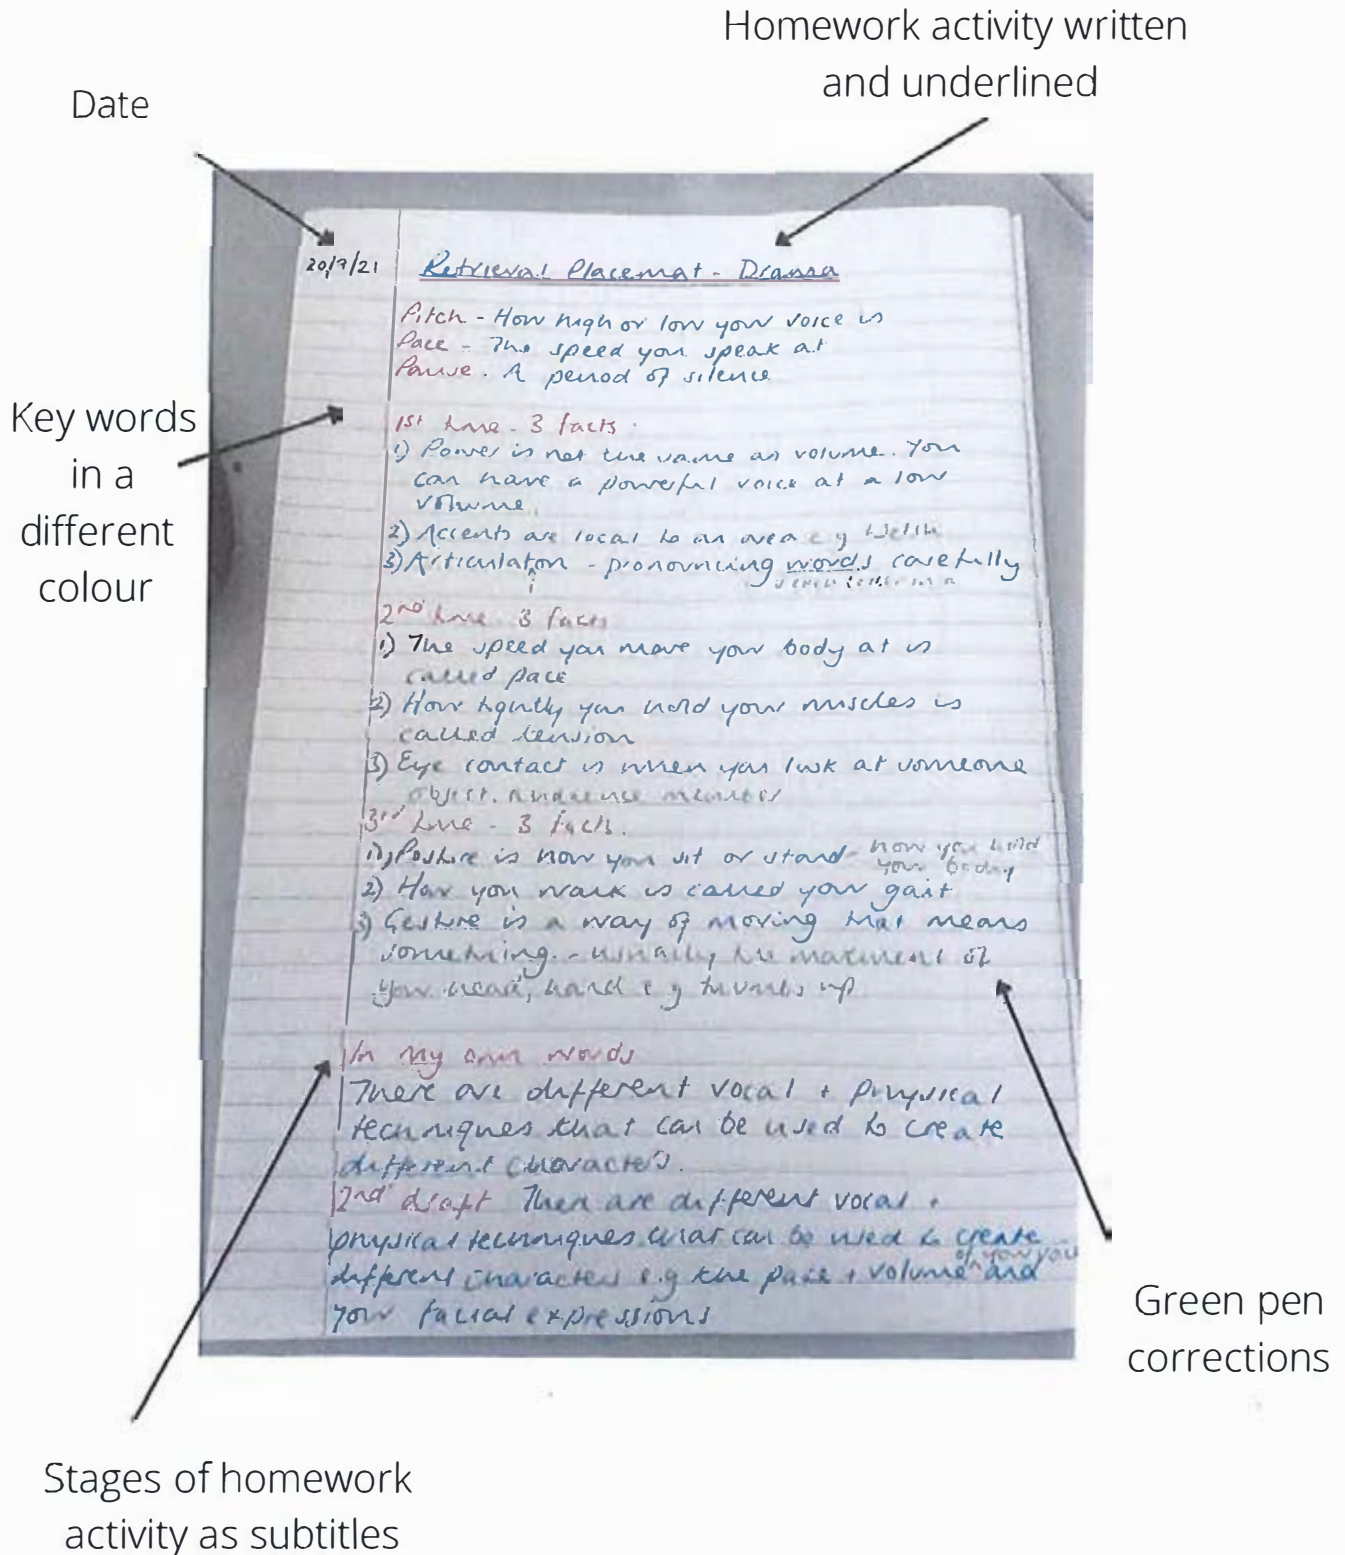 Homework activity written
and underlined
Date
20/9/21
Retrieval Placemat - Drama
Pitch - How high or low your voice is
Pace - The speed you speak at
Pause - A period of silence
Key words
in a
different
colour
1st time - 3 facts
1) Power is not the same as volume. You
can have a powerful voice at a low
volume.
2) Accents are local to an area e.g Welsh
3) Articulaton - pronouncing words carefully
i
letter in a
2nd time 3 facts
1) The speed you move your body at is
called pace
2) How tightly you hold your muscles is
called tension
3) Eye contact is when you look at someone
object, audience member
3rd time - 3 facts.
1) Posture is how you sit or stand - how you hold
your body
2) How you walk is called your gait
3) Gesture is a way of moving that means
something. - usually the movement of
your head, hand e.g thumbs up
In my own words
There are different vocal + physical
techniques that can be used to create
different characters.
2nd draft There are different vocal +
physical techniques that can be used to create
of how you
different characters e.g the pace + volume and
your facial expressions
Green pen
corrections
Stages of homework
activity as subtitles